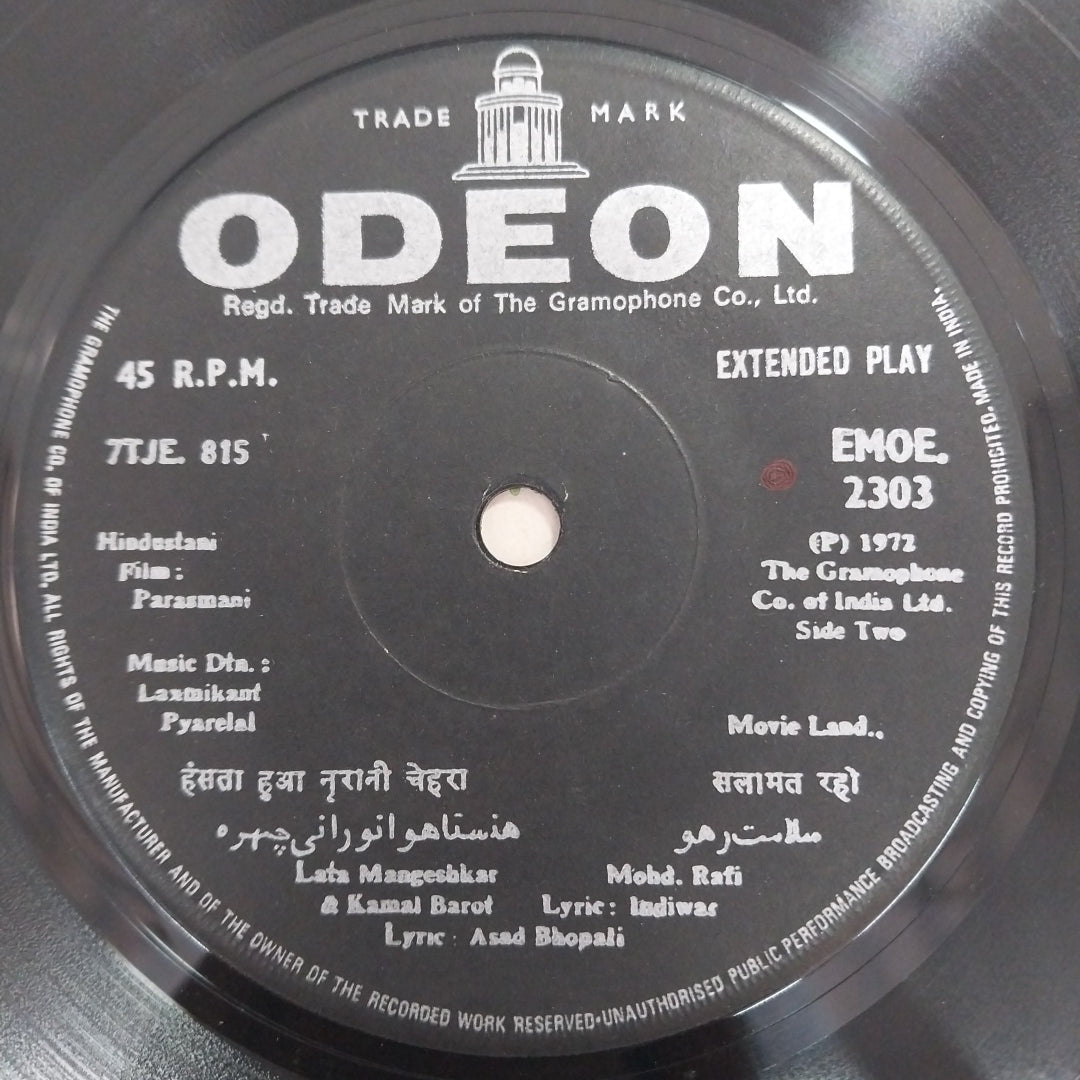 TRADE MARK
ODEON
Regd. Trade Mark of The Gramophone Co., Ltd.
45 R.P.M.
EXTENDED PLAY
7TJE. 815
EMOE.
2303
Hindustani
Film :
Parasmani
(P) 1972
The Gramophone
Co. of India Ltd.
Side Two
Music Dtn. :
Laxmikant
Pyarelal
Movie Land.,
हंसता हुआ नूरानी चेहरा
सलामत रहो
هنستاهوا نورانی چہرہ
سلامت رهو
Lata Mangeshkar
& Kamal Barot
Lyric : Asad Bhopali
Mohd. Rafi
Lyric : Indiwar
THE GRAMOPHONE CO. OF INDIA LTD. ALL RIGHTS OF THE MANUFACTURER AND OF THE OWNER OF THE RECORDED WORK RESERVED•UNAUTHORISED PUBLIC PERFORMANCE BROADCASTING AND COPYING OF THIS RECORD PROHICITED. MADE IN INDIA.